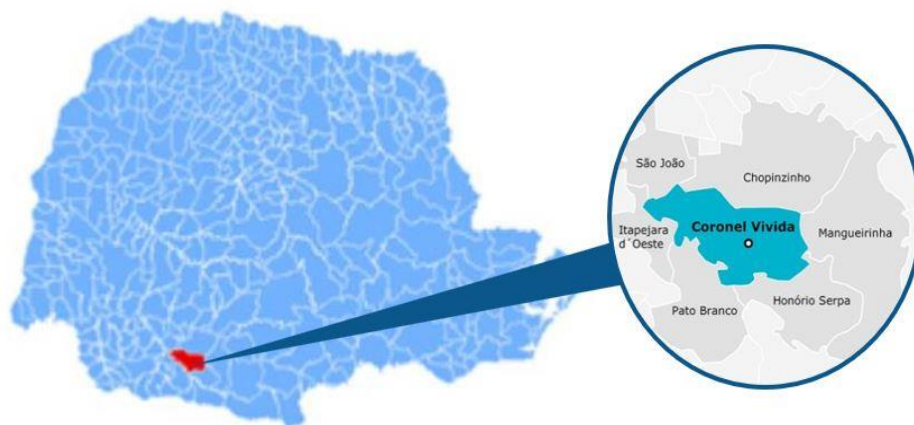 São João
Chopinzinho
Coronel Vivida
Itapejara
d´Oeste
Mangueirinha
Pato Branco
Honório Serpa